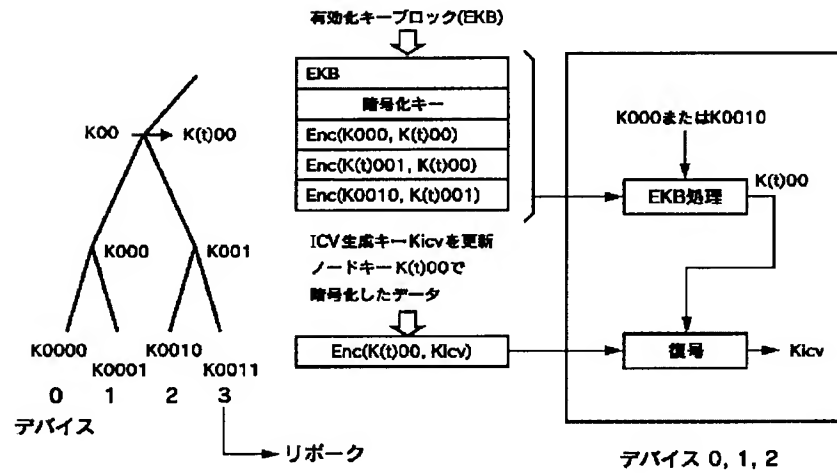 有効化キーブロック(EKB)
EKB
暗号化キー
Enc(K000, K(t)00)
Enc(K(t)001, K(t)00)
Enc(K0010, K(t)001)
K00
K(t)00
K000
K001
K0000
K0001
K0010
K0011
0
1
2
3
デバイス
リボーク
ICV生成キーKicvを更新
ノードキーK(t)00で
暗号化したデータ
Enc(K(t)00, Kicv)
K000またはK0010
EKB処理
K(t)00
復号
Kicv
デバイス 0, 1, 2